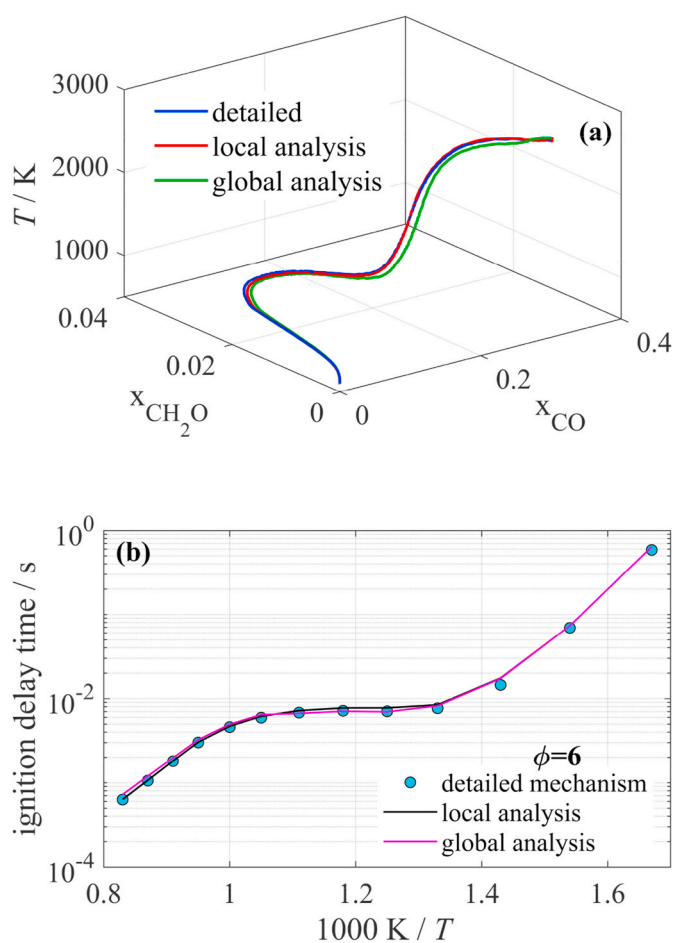 3000
detailed
local analysis
(a)
global analysis
2000
T / K
1000
0.04
0.02
0
0
0.2
0.4
x_CH₂O
x_CO
10^0
(b)
10^-2
10^-4
ignition delay time / s
ϕ=6
detailed mechanism
local analysis
global analysis
0.8
1
1.2
1.4
1.6
1000 K / T